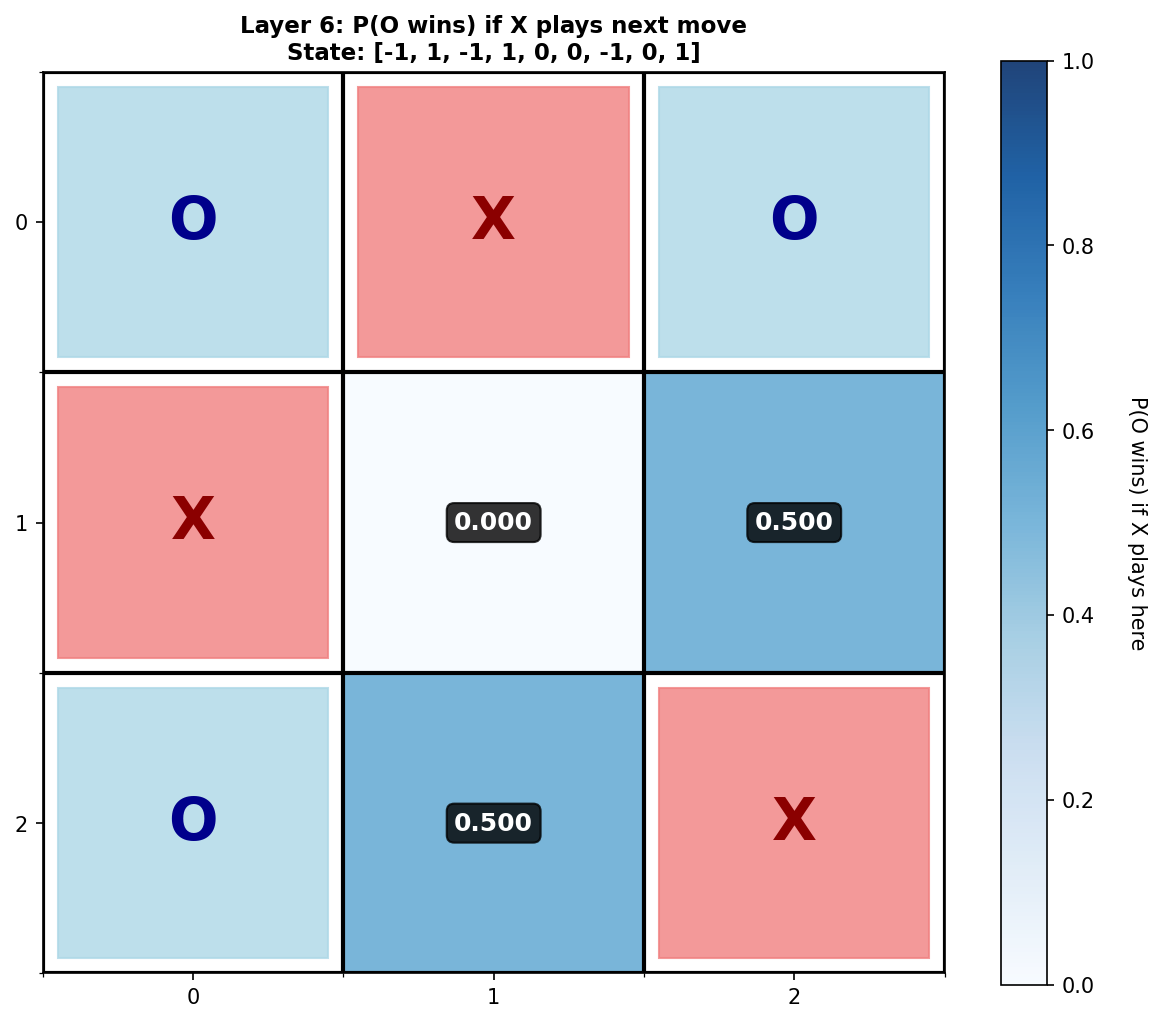 Layer 6: P(O wins) if X plays next move
State: [-1, 1, -1, 1, 0, 0, -1, 0, 1]
O
X
O
X
0.000
0.500
O
0.500
X
0
1
2
0
1
2
1.0
0.8
0.6
0.4
0.2
0.0
P(O wins) if X plays here